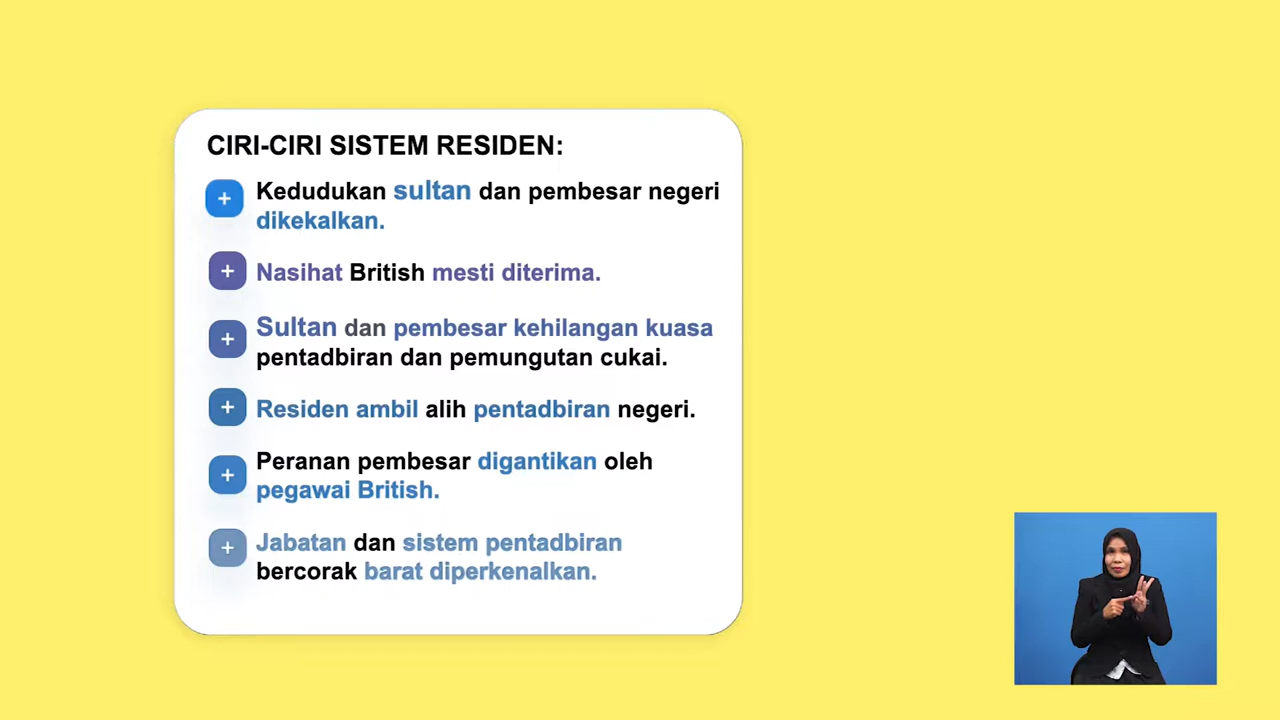 CIRI-CIRI SISTEM RESIDEN:
Kedudukan sultan dan pembesar negeri
dikekalkan.
Nasihat British mesti diterima.
Sultan dan pembesar kehilangan kuasa
pentadbiran dan pemungutan cukai.
Residen ambil alih pentadbiran negeri.
Peranan pembesar digantikan oleh
pegawai British.
Jabatan dan sistem pentadbiran
bercorak barat diperkenalkan.